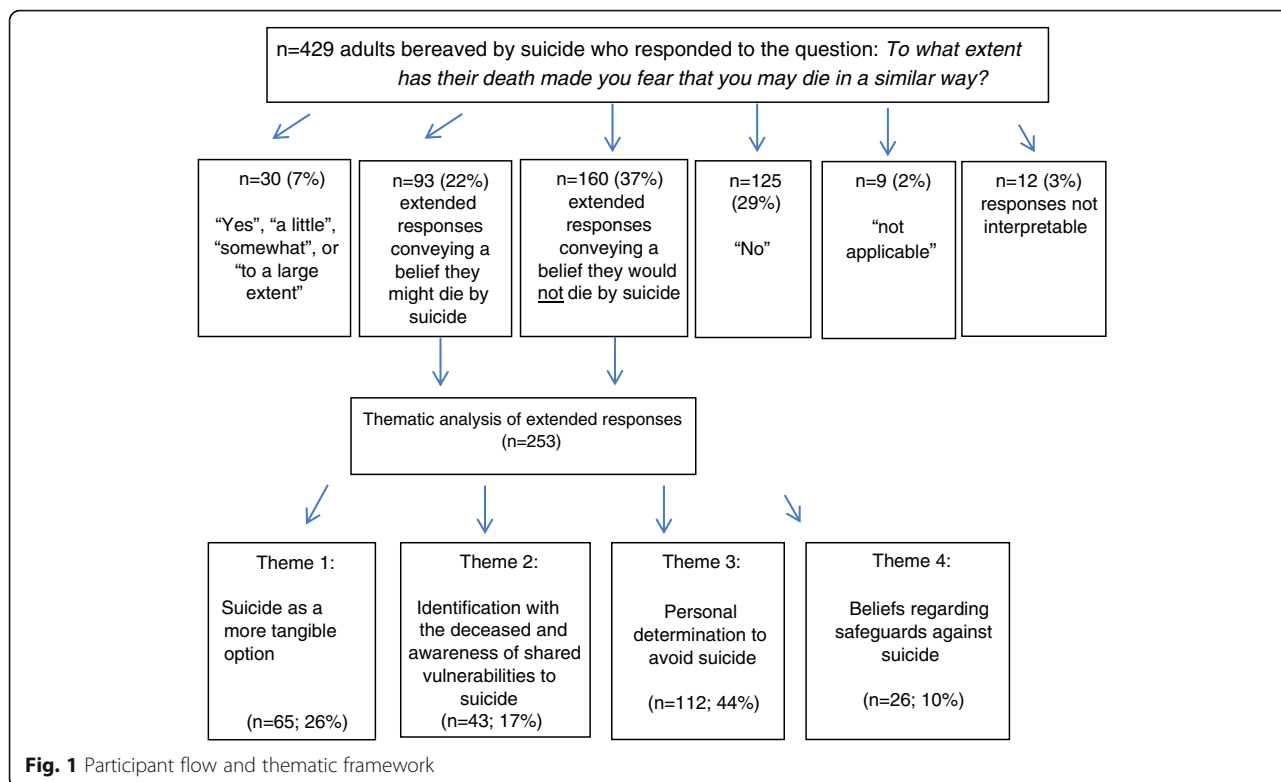 n=429 adults bereaved by suicide who responded to the question: To what extent
has their death made you fear that you may die in a similar way?
n=30 (7%)
"Yes", "a little",
"somewhat", or
"to a large
extent"
n=93 (22%)
extended
responses
conveying a
belief they
might die by
suicide
n=160 (37%)
extended
responses
conveying a
belief they would
not die by suicide
n=125
(29%)
"No"
n=9 (2%)
"not
applicable"
n=12 (3%)
responses not
interpretable
Thematic analysis of extended responses
(n=253)
Theme 1:
Suicide as a
more tangible
option
(n=65; 26%)
Theme 2:
Identification with
the deceased and
awareness of shared
vulnerabilities to
suicide
(n=43; 17%)
Theme 3:
Personal
determination to
avoid suicide
(n=112; 44%)
Theme 4:
Beliefs regarding
safeguards against
suicide
(n=26; 10%)
Fig. 1 Participant flow and thematic framework